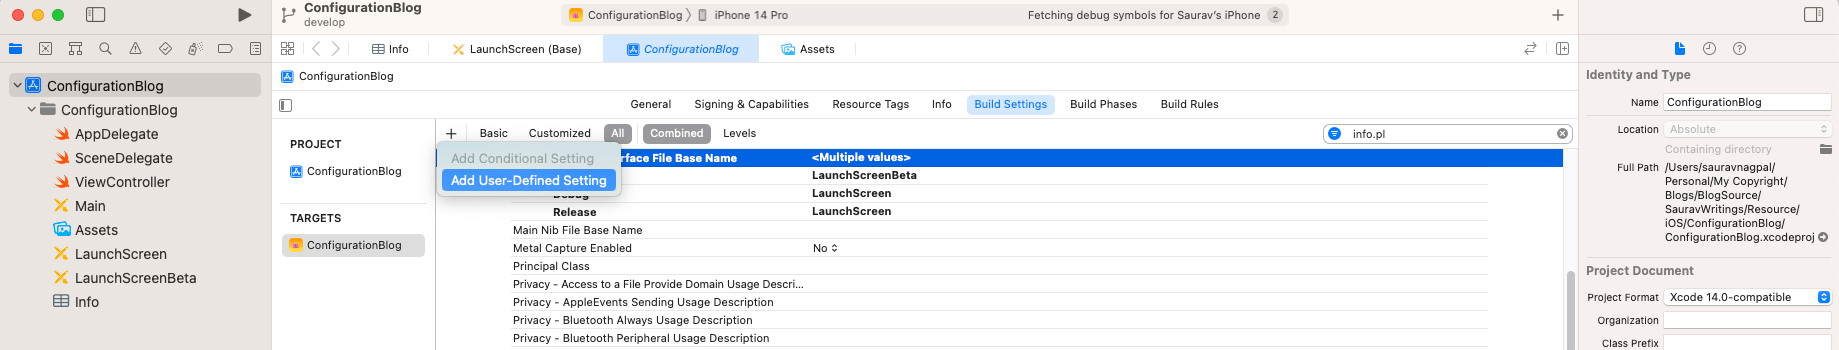 ConfigurationBlog
develop
ConfigurationBlog
iPhone 14 Pro
Fetching debug symbols for Saurav's iPhone
2
Info
LaunchScreen (Base)
ConfigurationBlog
Assets
ConfigurationBlog
ConfigurationBlog
ConfigurationBlog
AppDelegate
SceneDelegate
ViewController
Main
Assets
LaunchScreen
LaunchScreenBeta
Info
General
Signing & Capabilities
Resource Tags
Info
Build Settings
Build Phases
Build Rules
PROJECT
ConfigurationBlog
TARGETS
ConfigurationBlog
Basic
Customized
All
Combined
Levels
info.pl
Add Conditional Setting
Add User-Defined Setting
rface File Base Name
<Multiple values>
LaunchScreenBeta
Debug
LaunchScreen
Release
LaunchScreen
Main Nib File Base Name
Metal Capture Enabled
No
Principal Class
Privacy - Access to a File Provide Domain Usage Descri...
Privacy - AppleEvents Sending Usage Description
Privacy - Bluetooth Always Usage Description
Privacy - Bluetooth Peripheral Usage Description
Identity and Type
Name
ConfigurationBlog
Location
Absolute
Containing directory
Full Path
/Users/sauravnagpal/
Personal/My Copyright/
Blogs/BlogSource/
SauravWritings/Resource/
iOS/ConfigurationBlog/
ConfigurationBlog.xcodeproj
Project Document
Project Format
Xcode 14.0-compatible
Organization
Class Prefix